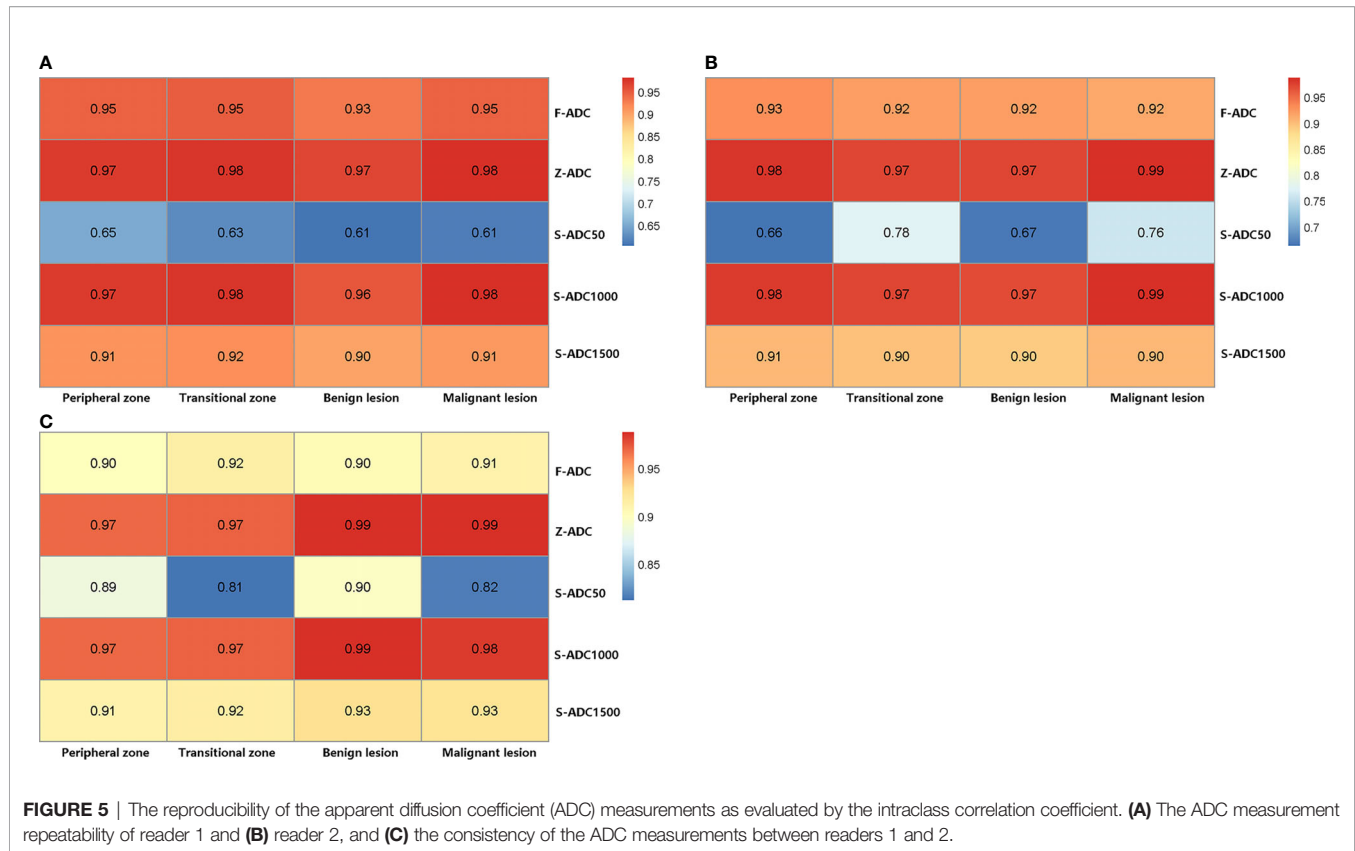 A
0.95 0.95 0.93 0.95 F-ADC
0.97 0.98 0.97 0.98 Z-ADC
0.65 0.63 0.61 0.61 S-ADC50
0.97 0.98 0.96 0.98 S-ADC1000
0.91 0.92 0.90 0.91 S-ADC1500
Peripheral zone Transitional zone Benign lesion Malignant lesion
0.95
0.9
0.85
0.8
0.75
0.7
0.65
B
0.93 0.92 0.92 0.92 F-ADC
0.98 0.97 0.97 0.99 Z-ADC
0.66 0.78 0.67 0.76 S-ADC50
0.98 0.97 0.97 0.99 S-ADC1000
0.91 0.90 0.90 0.90 S-ADC1500
Peripheral zone Transitional zone Benign lesion Malignant lesion
0.95
0.9
0.85
0.8
0.75
0.7
C
0.90 0.92 0.90 0.91 F-ADC
0.97 0.97 0.99 0.99 Z-ADC
0.89 0.81 0.90 0.82 S-ADC50
0.97 0.97 0.99 0.98 S-ADC1000
0.91 0.92 0.93 0.93 S-ADC1500
Peripheral zone Transitional zone Benign lesion Malignant lesion
0.95
0.9
0.85
FIGURE 5 | The reproducibility of the apparent diffusion coefficient (ADC) measurements as evaluated by the intraclass correlation coefficient. (A) The ADC measurement
repeatability of reader 1 and (B) reader 2, and (C) the consistency of the ADC measurements between readers 1 and 2.